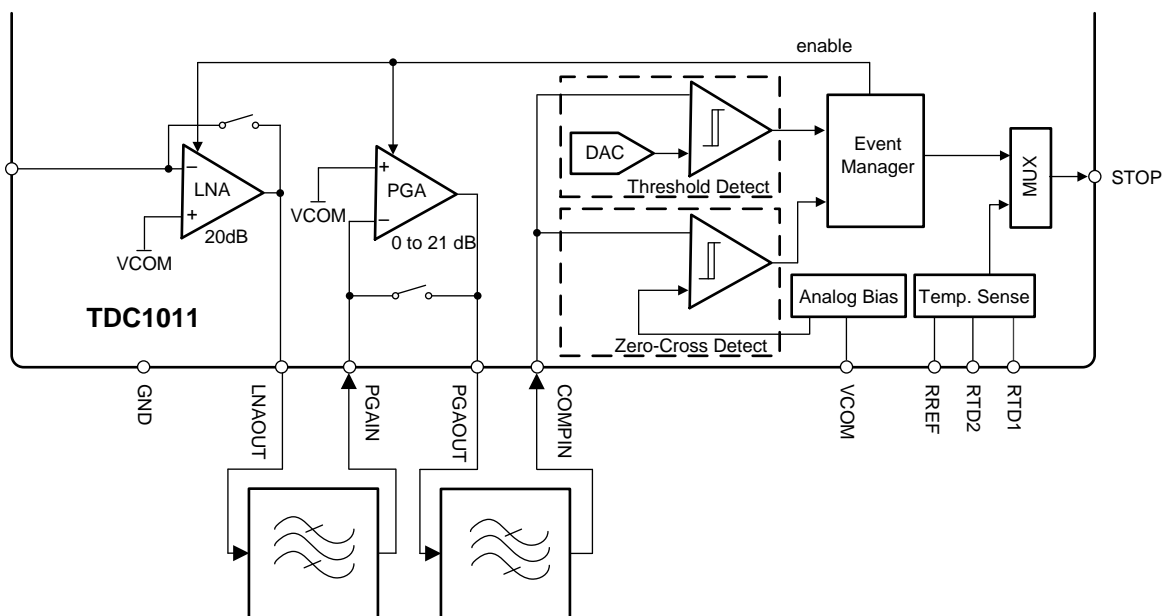 enable
VCOM
−
LNA
+
20dB
VCOM
+
PGA
−
0 to 21 dB
DAC
Threshold Detect
Zero-Cross Detect
Event
Manager
MUX
STOP
Analog Bias
Temp. Sense
TDC1011
GND
LNAOUT
PGAIN
PGAOUT
COMPIN
VCOM
RREF
RTD2
RTD1